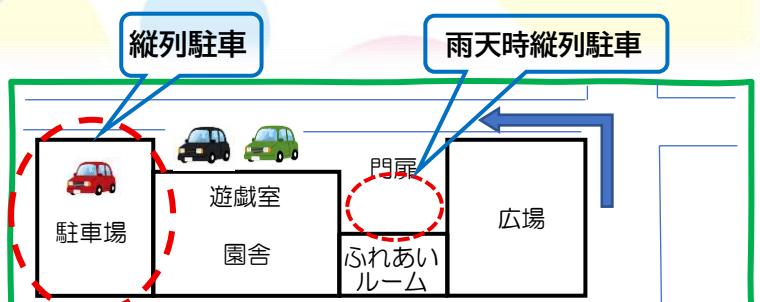 縦列駐車
雨天時縦列駐車
門扉
遊戯室
園舎
駐車場
広場
ふれあい
ルーム